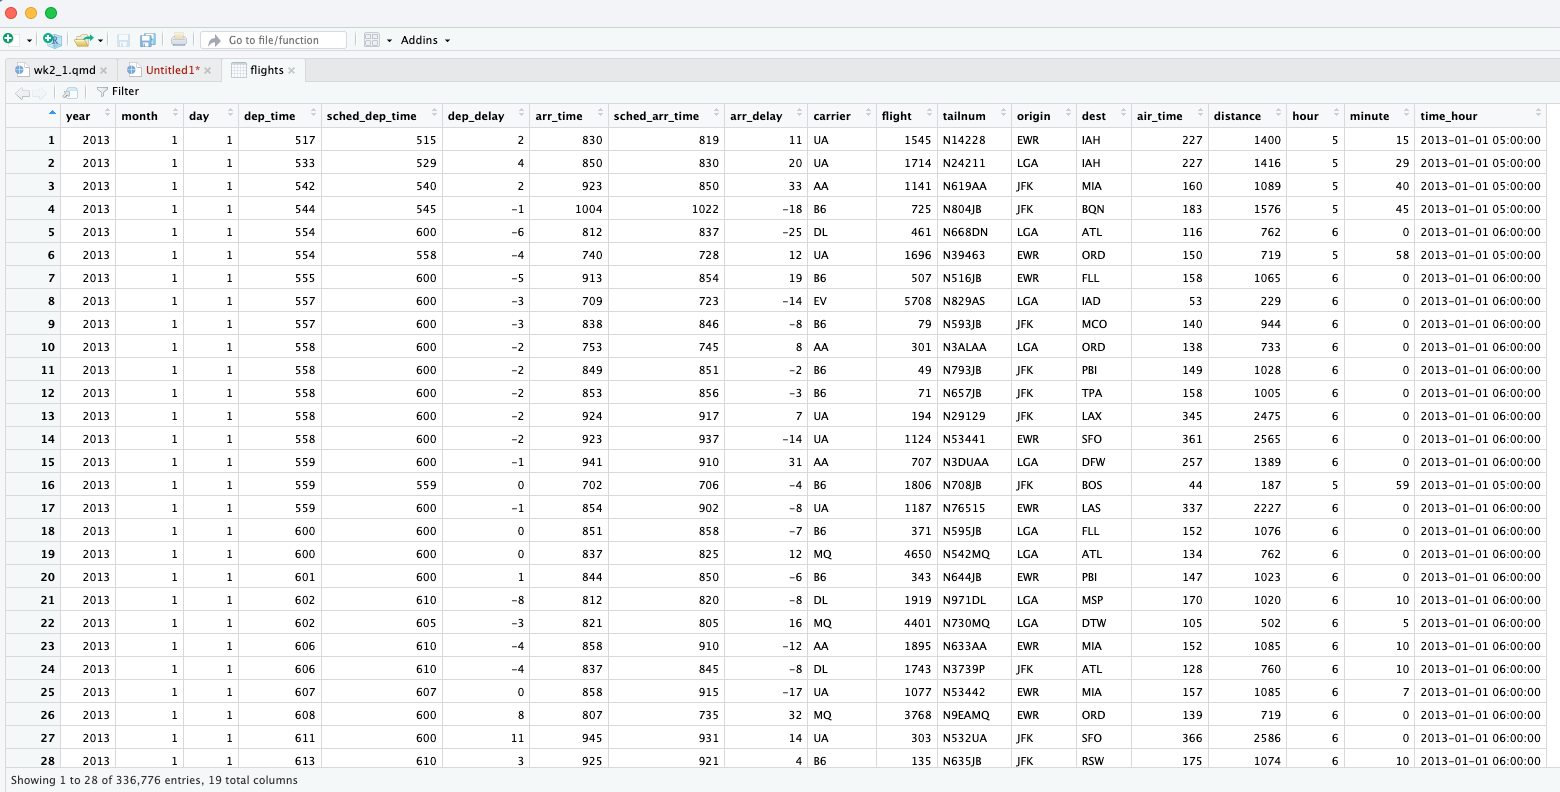 Go to file/function Addins
wk2_1.qmd Untitled1* flights
Filter
year month day dep_time sched_dep_time dep_delay arr_time sched_arr_time arr_delay carrier flight tailnum origin dest air_time distance hour minute time_hour
1 2013 1 1 517 515 2 830 819 11 UA 1545 N14228 EWR IAH 227 1400 5 15 2013-01-01 05:00:00
2 2013 1 1 533 529 4 850 830 20 UA 1714 N24211 LGA IAH 227 1416 5 29 2013-01-01 05:00:00
3 2013 1 1 542 540 2 923 850 33 AA 1141 N619AA JFK MIA 160 1089 5 40 2013-01-01 05:00:00
4 2013 1 1 544 545 -1 1004 1022 -18 B6 725 N804JB JFK BQN 183 1576 5 45 2013-01-01 05:00:00
5 2013 1 1 554 600 -6 812 837 -25 DL 461 N668DN LGA ATL 116 762 6 0 2013-01-01 06:00:00
6 2013 1 1 554 558 -4 740 728 12 UA 1696 N39463 EWR ORD 150 719 5 58 2013-01-01 05:00:00
7 2013 1 1 555 600 -5 913 854 19 B6 507 N516JB EWR FLL 158 1065 6 0 2013-01-01 06:00:00
8 2013 1 1 557 600 -3 709 723 -14 EV 5708 N829AS LGA IAD 53 229 6 0 2013-01-01 06:00:00
9 2013 1 1 557 600 -3 838 846 -8 B6 79 N593JB JFK MCO 140 944 6 0 2013-01-01 06:00:00
10 2013 1 1 558 600 -2 753 745 8 AA 301 N3ALAA LGA ORD 138 733 6 0 2013-01-01 06:00:00
11 2013 1 1 558 600 -2 849 851 -2 B6 49 N793JB JFK PBI 149 1028 6 0 2013-01-01 06:00:00
12 2013 1 1 558 600 -2 853 856 -3 B6 71 N657JB JFK TPA 158 1005 6 0 2013-01-01 06:00:00
13 2013 1 1 558 600 -2 924 917 7 UA 194 N29129 JFK LAX 345 2475 6 0 2013-01-01 06:00:00
14 2013 1 1 558 600 -2 923 937 -14 UA 1124 N53441 EWR SFO 361 2565 6 0 2013-01-01 06:00:00
15 2013 1 1 559 600 -1 941 910 31 AA 707 N3DUAA LGA DFW 257 1389 6 0 2013-01-01 06:00:00
16 2013 1 1 559 559 0 702 706 -4 B6 1806 N708JB JFK BOS 44 187 5 59 2013-01-01 05:00:00
17 2013 1 1 559 600 -1 854 902 -8 UA 1187 N76515 EWR LAS 337 2227 6 0 2013-01-01 06:00:00
18 2013 1 1 600 600 0 851 858 -7 B6 371 N595JB LGA FLL 152 1076 6 0 2013-01-01 06:00:00
19 2013 1 1 600 600 0 837 825 12 MQ 4650 N542MQ LGA ATL 134 762 6 0 2013-01-01 06:00:00
20 2013 1 1 601 600 1 844 850 -6 B6 343 N644JB EWR PBI 147 1023 6 0 2013-01-01 06:00:00
21 2013 1 1 602 610 -8 812 820 -8 DL 1919 N971DL LGA MSP 170 1020 6 10 2013-01-01 06:00:00
22 2013 1 1 602 605 -3 821 805 16 MQ 4401 N730MQ LGA DTW 105 502 6 5 2013-01-01 06:00:00
23 2013 1 1 606 610 -4 858 910 -12 AA 1895 N633AA EWR MIA 152 1085 6 10 2013-01-01 06:00:00
24 2013 1 1 606 610 -4 837 845 -8 DL 1743 N3739P JFK ATL 128 760 6 10 2013-01-01 06:00:00
25 2013 1 1 607 607 0 858 915 -17 UA 1077 N53442 EWR MIA 157 1085 6 7 2013-01-01 06:00:00
26 2013 1 1 608 600 8 807 735 32 MQ 3768 N9EAMQ EWR ORD 139 719 6 0 2013-01-01 06:00:00
27 2013 1 1 611 600 11 945 931 14 UA 303 N532UA JFK SFO 366 2586 6 0 2013-01-01 06:00:00
28 2013 1 1 613 610 3 925 921 4 B6 135 N635JB JFK RSW 175 1074 6 10 2013-01-01 06:00:00
Showing 1 to 28 of 336,776 entries, 19 total columns